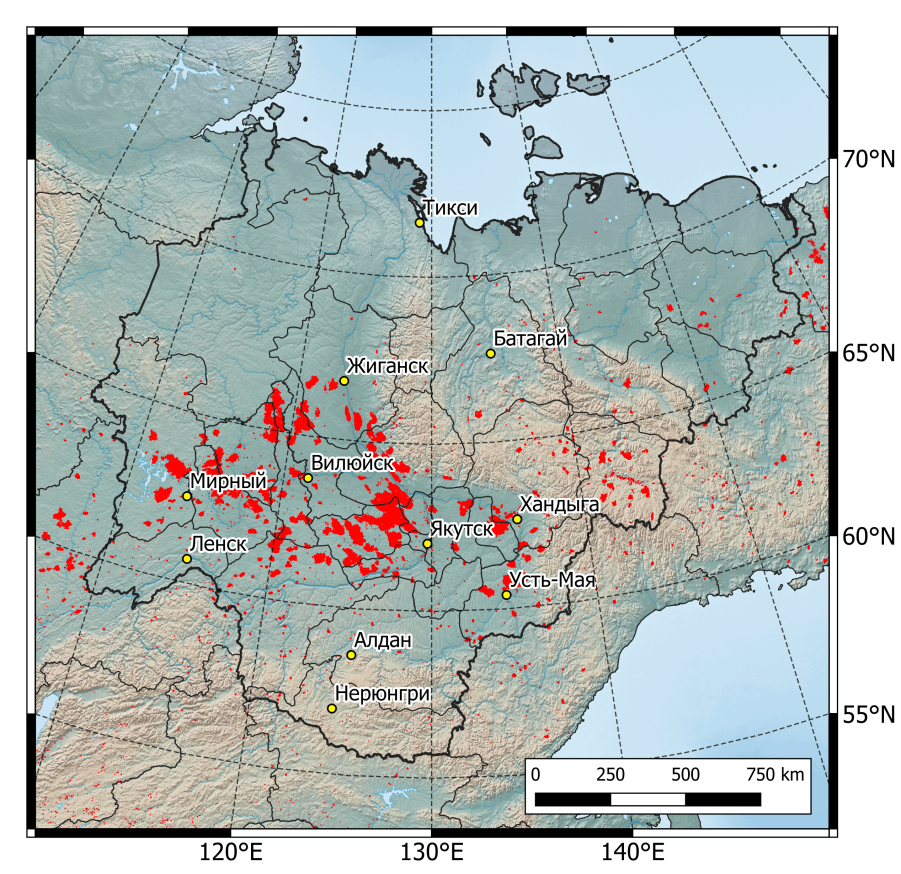 70°N
Тикси
65°N
Батагай
Жиганск
Вилюйск
Мирный
Хандыга
Якутск
60°N
Ленск
Усть-Мая
Алдан
Нерюнгри
55°N
0 250 500 750 km
120°E 130°E 140°E